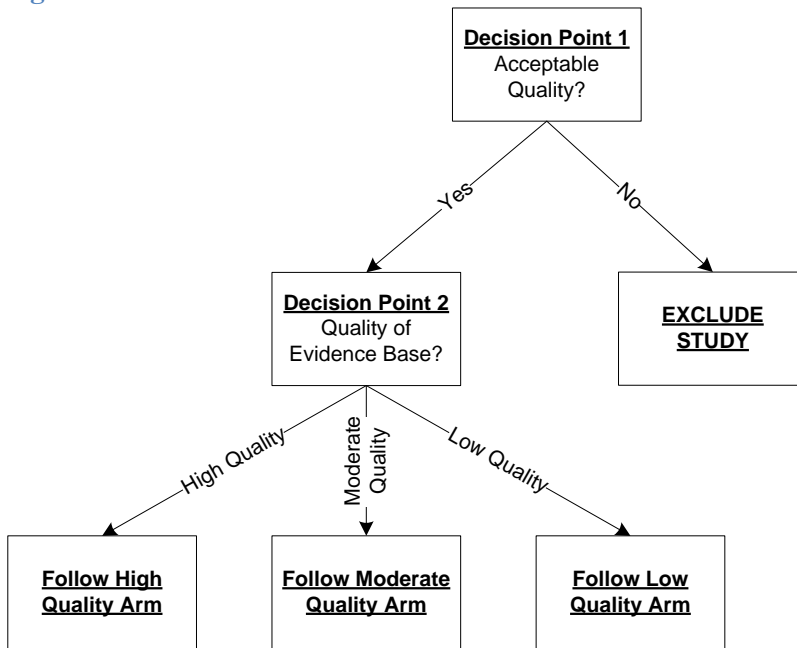 Decision Point 1
Acceptable
Quality?
Yes
No
Decision Point 2
Quality of
Evidence Base?
EXCLUDE
STUDY
High Quality
Moderate
Quality
Low Quality
Follow High
Quality Arm
Follow Moderate
Quality Arm
Follow Low
Quality Arm